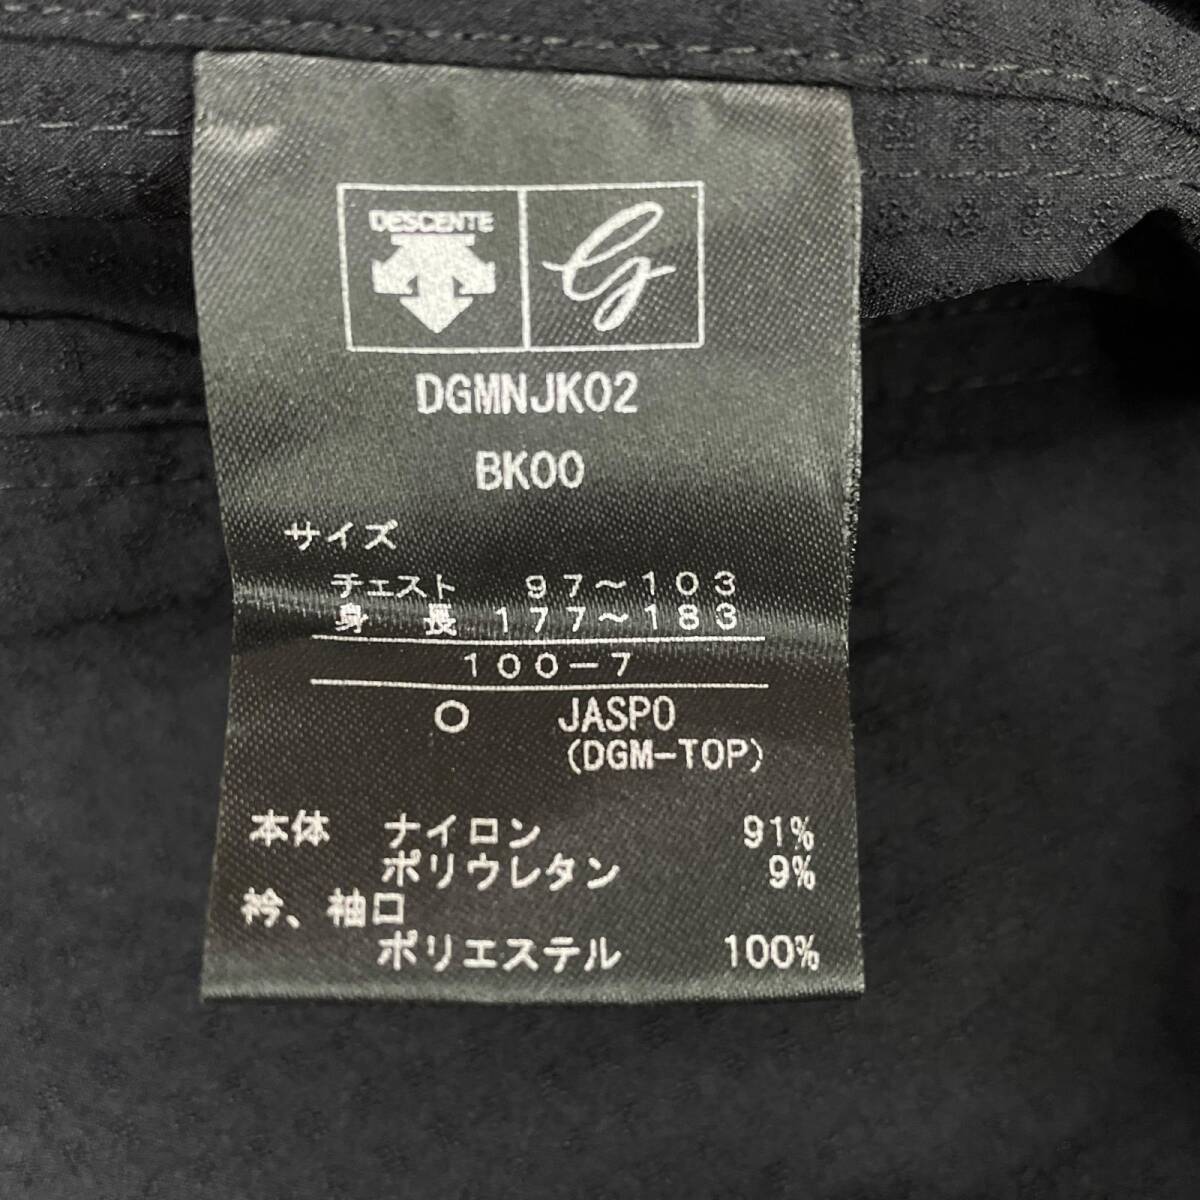 DESCENTE G
DGMNJK02
BK00
サイズ
チェスト 97～103
身 長 177～183
100－7
O JASPO
(DGM-TOP)
本体 ナイロン 91%
ポリウレタン 9%
衿、袖口
ポリエステル 100%